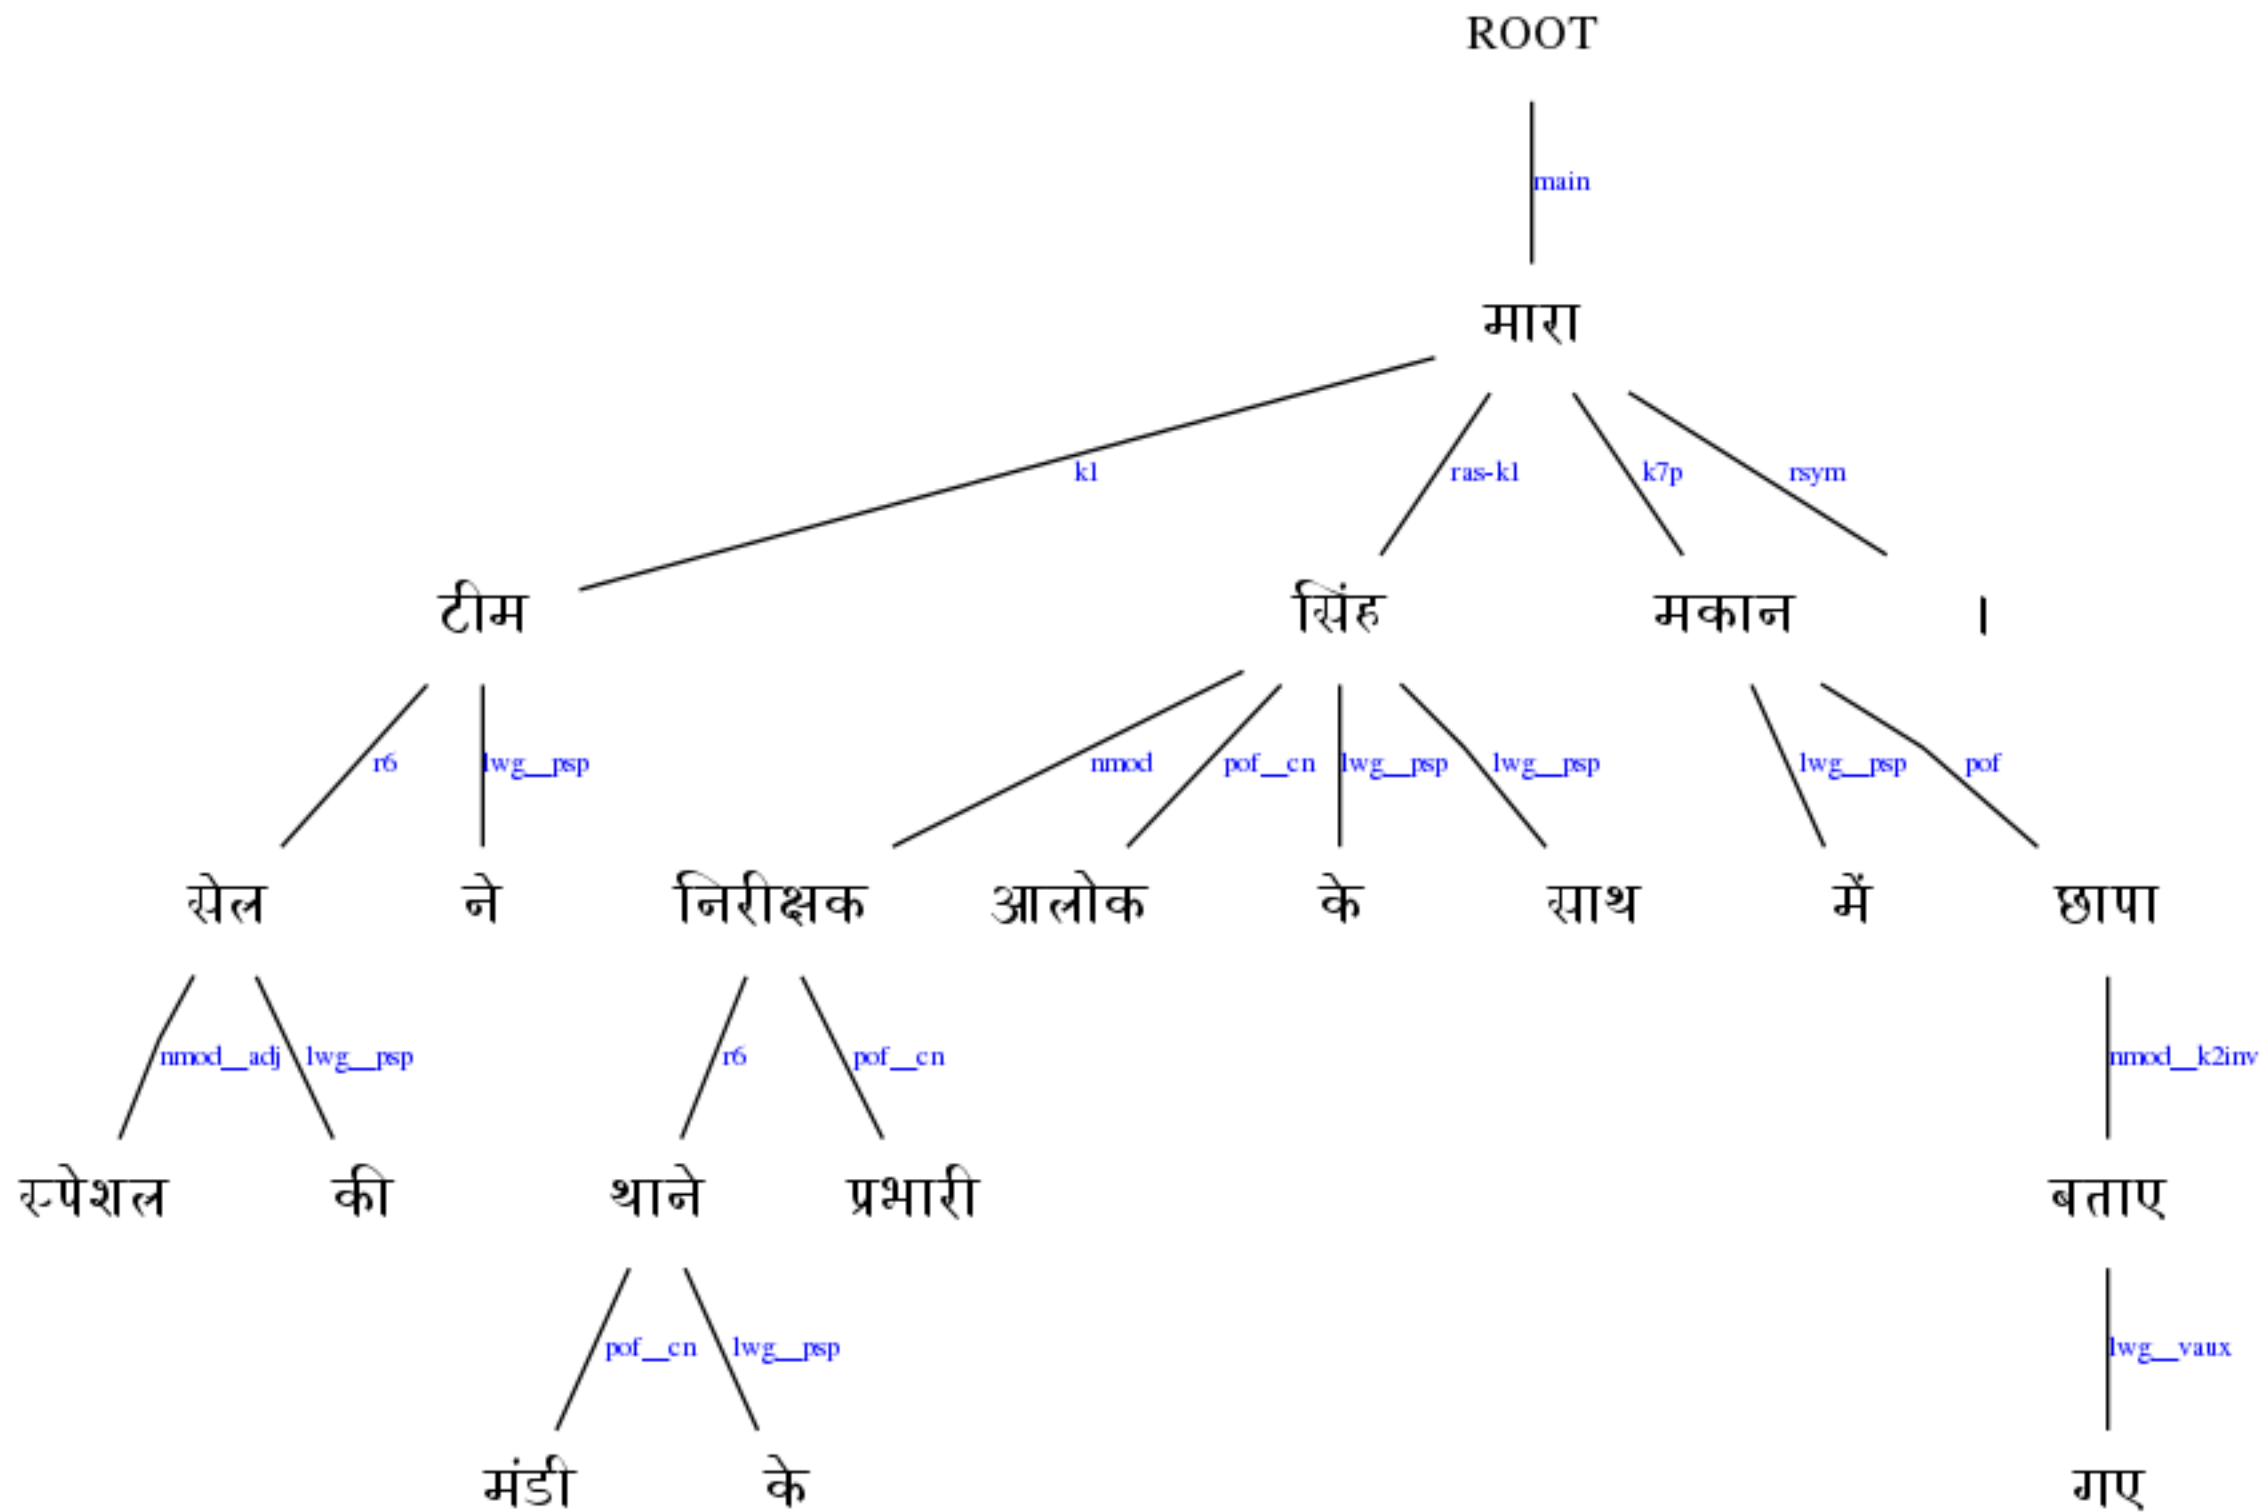 ROOT
main
मारा
k1 ras-k1 k7p rsym
टीम सिंह मकान ।
r6 lwg__psp nmod pof__cn lwg__psp lwg__psp lwg__psp pof
सेल ने निरीक्षक आलोक के साथ में छापा
nmod__adj lwg__psp r6 pof__cn nmod__k2inv
स्पेशल की थाने प्रभारी बताए
pof__cn lwg__psp lwg__vaux
मंडी के गए